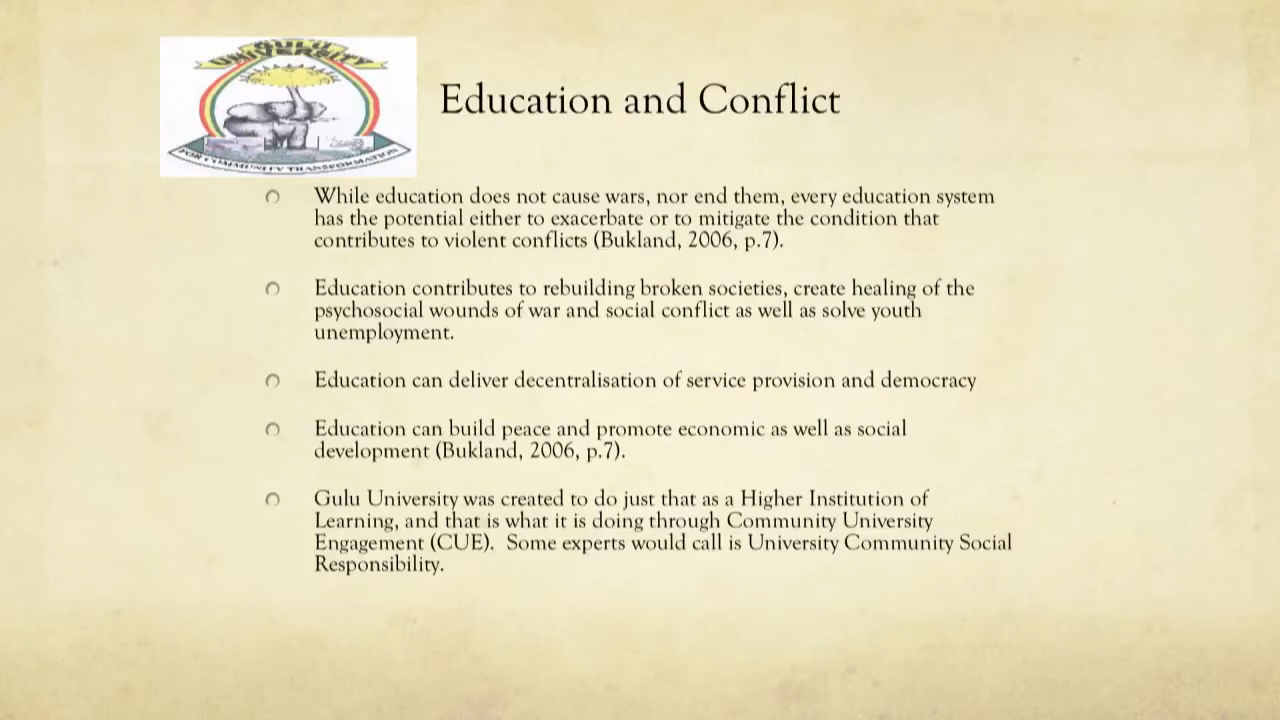 GULU
UNIVERSITY
FOR COMMUNITY TRANSFORMATION
Education and Conflict
While education does not cause wars, nor end them, every education system
has the potential either to exacerbate or to mitigate the condition that
contributes to violent conflicts (Bukland, 2006, p.7).
Education contributes to rebuilding broken societies, create healing of the
psychosocial wounds of war and social conflict as well as solve youth
unemployment.
Education can deliver decentralisation of service provision and democracy
Education can build peace and promote economic as well as social
development (Bukland, 2006, p.7).
Gulu University was created to do just that as a Higher Institution of
Learning, and that is what it is doing through Community University
Engagement (CUE).  Some experts would call is University Community Social
Responsibility.